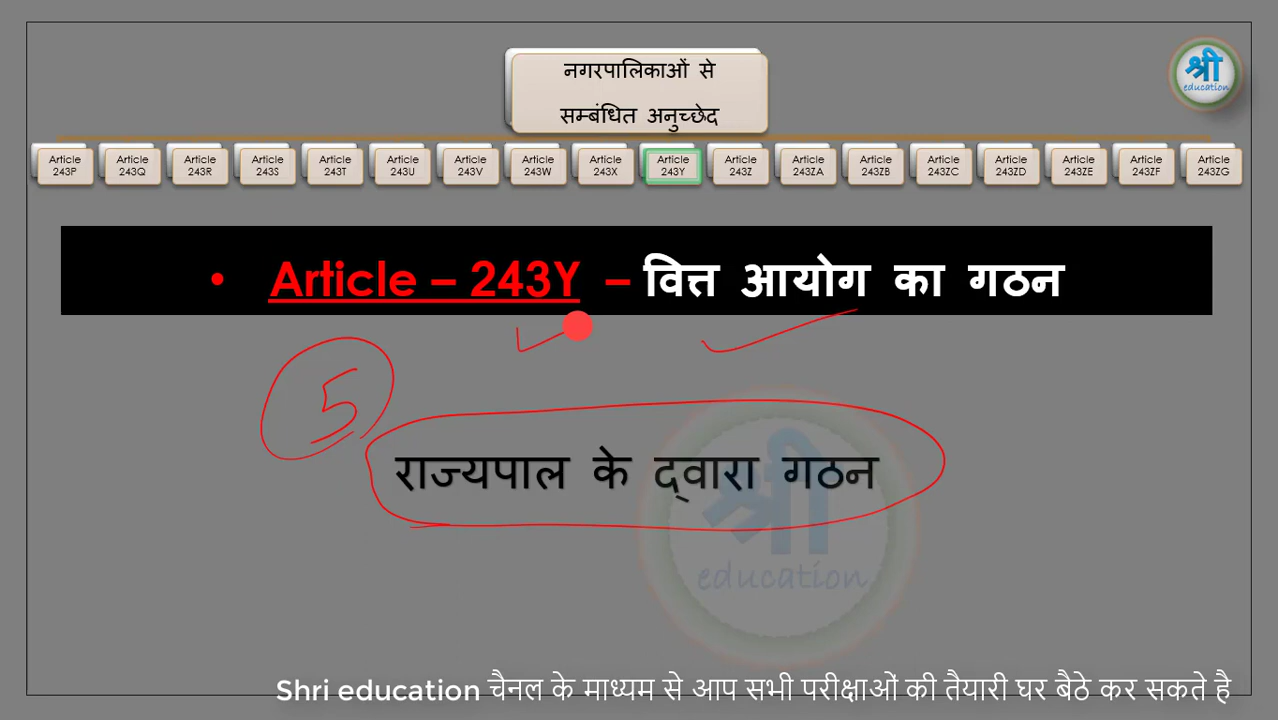 नगरपालिकाओं से
सम्बंधित अनुच्छेद
श्री
education
Article 243P
Article 243Q
Article 243R
Article 243S
Article 243T
Article 243U
Article 243V
Article 243W
Article 243X
Article 243Y
Article 243Z
Article 243ZA
Article 243ZB
Article 243ZC
Article 243ZD
Article 243ZE
Article 243ZF
Article 243ZG
• Article – 243Y – वित्त आयोग का गठन
5
राज्यपाल के द्वारा गठन
श्री
education
Shri education चैनल के माध्यम से आप सभी परीक्षाओं की तैयारी घर बैठे कर सकते है